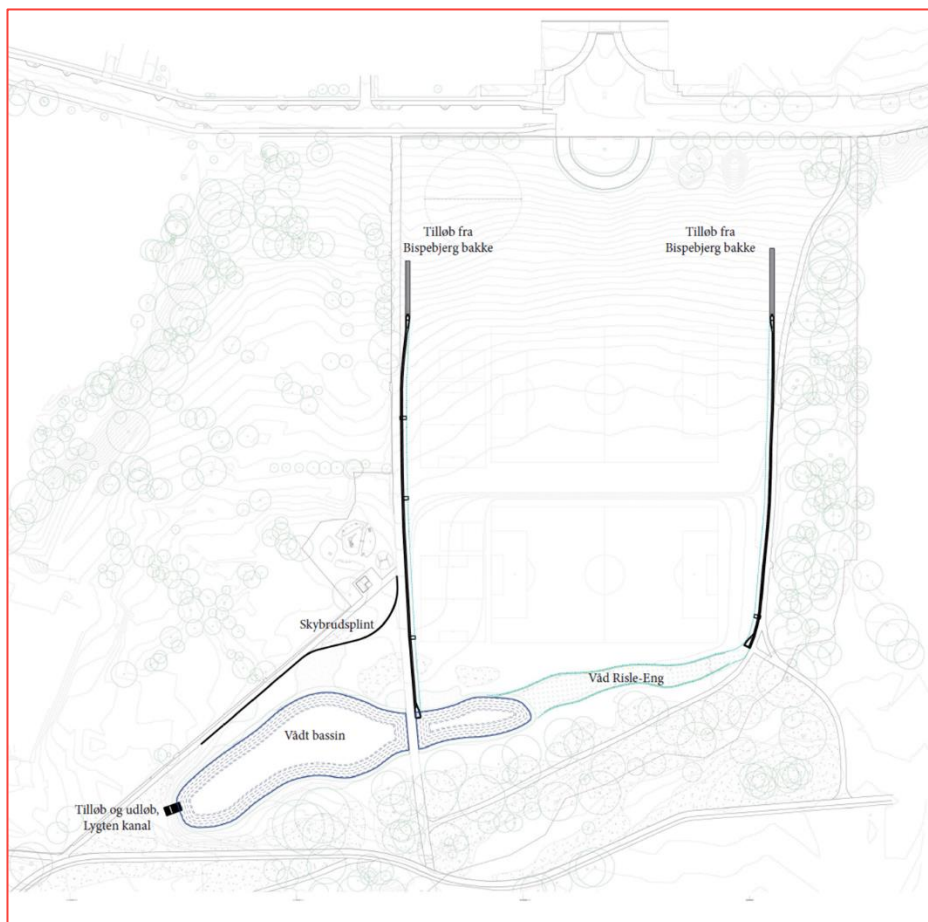 Tilløb fra
Bispebjerg bakke
Tilløb fra
Bispebjerg bakke
Skybrudsplint
Våd Risle-Eng
Vådt bassin
Tilløb og udløb,
Lygten kanal